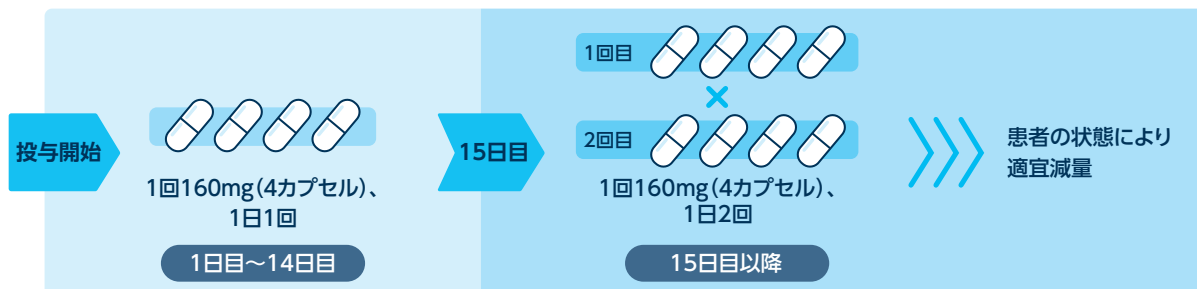 投与開始
1回160mg(4カプセル)、
1日1回
1日目~14日目
15日目
1回目
2回目
1回160mg(4カプセル)、
1日2回
15日目以降
患者の状態により
適宜減量